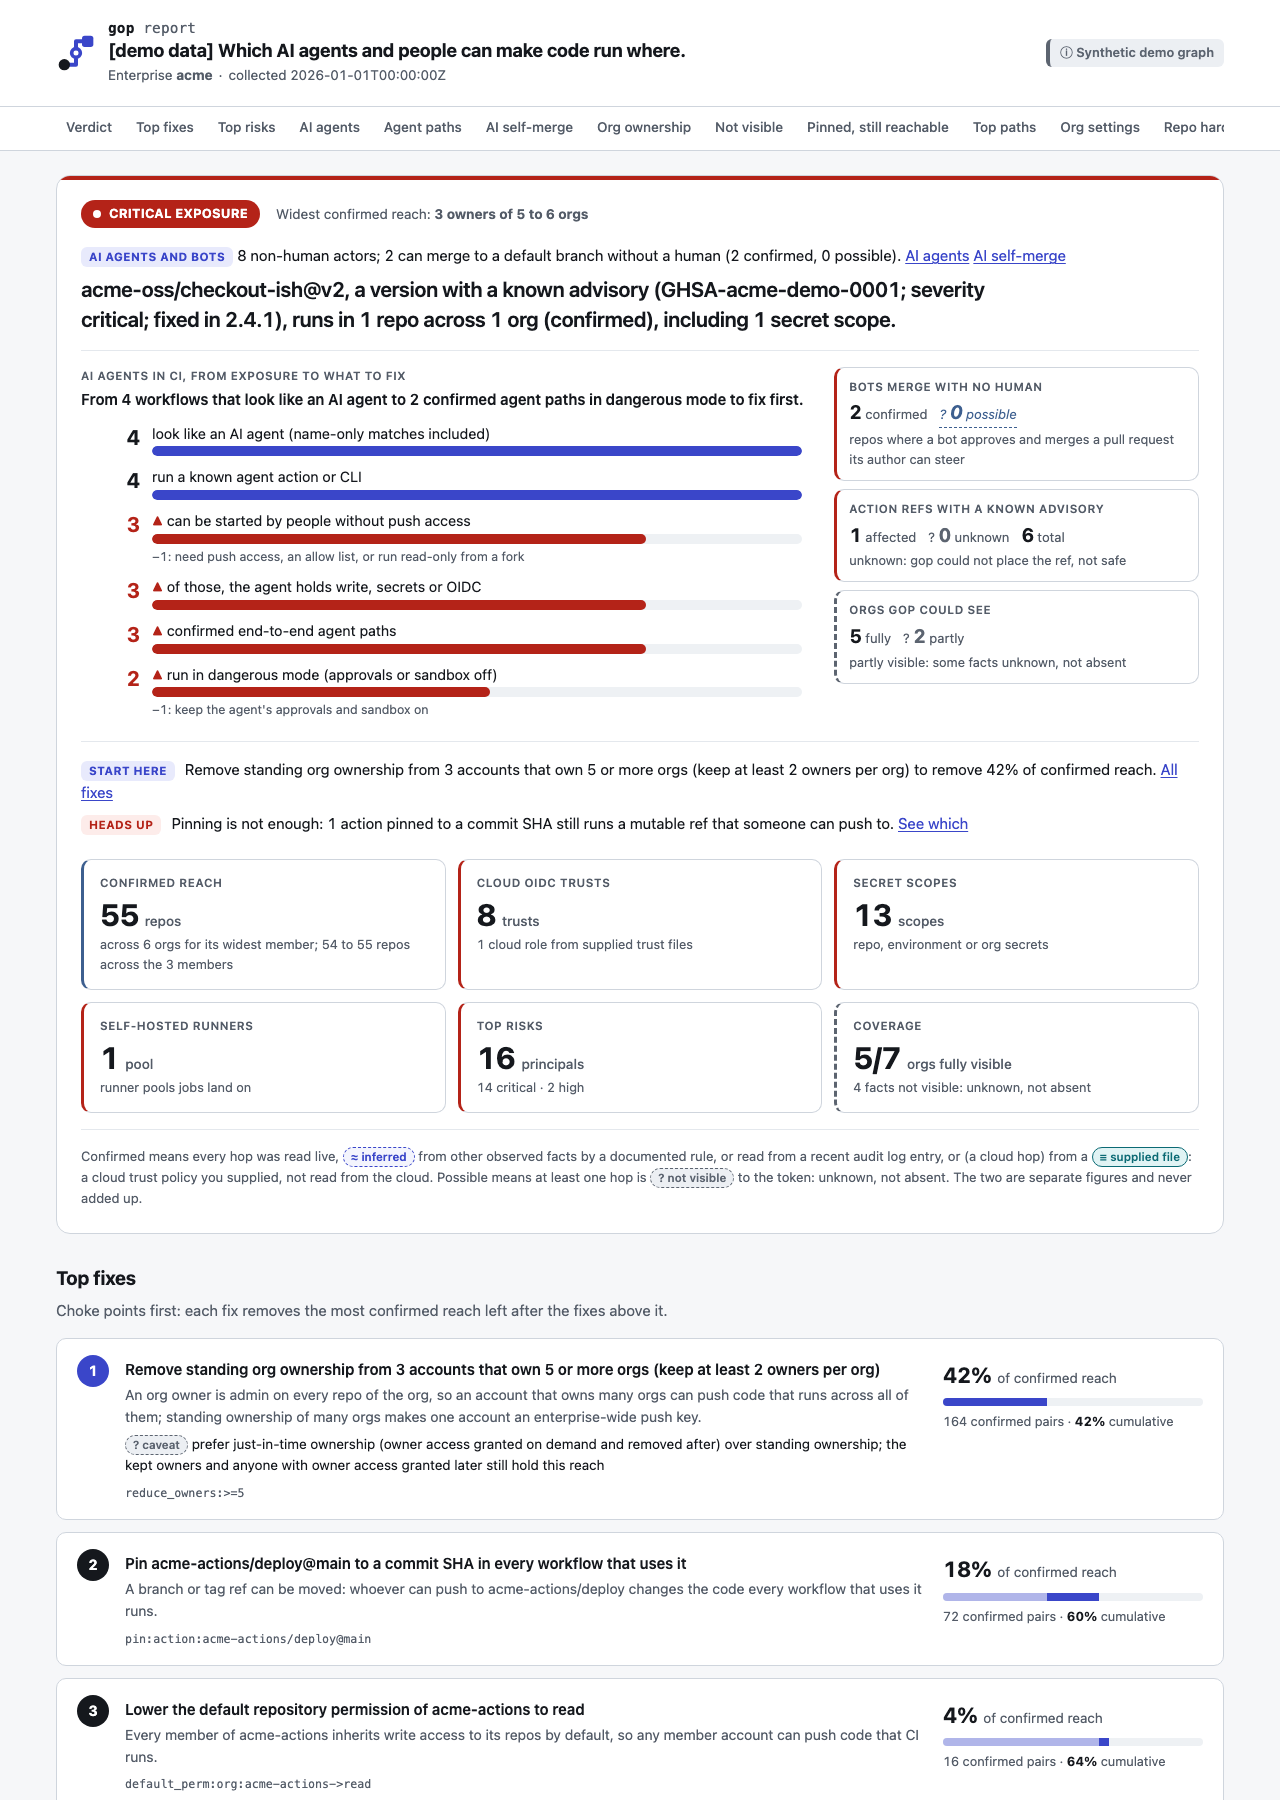 gop report
[demo data] Which AI agents and people can make code run where.
Enterprise acme · collected 2026-01-01T00:00:00Z
ⓘ Synthetic demo graph
Verdict Top fixes Top risks AI agents Agent paths AI self-merge Org ownership Not visible Pinned, still reachable Top paths Org settings Repo hard
CRITICAL EXPOSURE Widest confirmed reach: 3 owners of 5 to 6 orgs
AI AGENTS AND BOTS 8 non-human actors; 2 can merge to a default branch without a human (2 confirmed, 0 possible). AI agents AI self-merge
acme-oss/checkout-ish@v2, a version with a known advisory (GHSA-acme-demo-0001; severity
critical; fixed in 2.4.1), runs in 1 repo across 1 org (confirmed), including 1 secret scope.
AI AGENTS IN CI, FROM EXPOSURE TO WHAT TO FIX
From 4 workflows that look like an AI agent to 2 confirmed agent paths in dangerous mode to fix first.
4 look like an AI agent (name-only matches included)
4 run a known agent action or CLI
3 ▲ can be started by people without push access
−1: need push access, an allow list, or run read-only from a fork
3 ▲ of those, the agent holds write, secrets or OIDC
3 ▲ confirmed end-to-end agent paths
2 ▲ run in dangerous mode (approvals or sandbox off)
−1: keep the agent's approvals and sandbox on
BOTS MERGE WITH NO HUMAN
2 confirmed ? 0 possible
repos where a bot approves and merges a pull request
its author can steer
ACTION REFS WITH A KNOWN ADVISORY
1 affected ? 0 unknown 6 total
unknown: gop could not place the ref, not safe
ORGS GOP COULD SEE
5 fully ? 2 partly
partly visible: some facts unknown, not absent
START HERE Remove standing org ownership from 3 accounts that own 5 or more orgs (keep at least 2 owners per org) to remove 42% of confirmed reach. All
fixes
HEADS UP Pinning is not enough: 1 action pinned to a commit SHA still runs a mutable ref that someone can push to. See which
CONFIRMED REACH
55 repos
across 6 orgs for its widest member; 54 to 55 repos
across the 3 members
CLOUD OIDC TRUSTS
8 trusts
1 cloud role from supplied trust files
SECRET SCOPES
13 scopes
repo, environment or org secrets
SELF-HOSTED RUNNERS
1 pool
runner pools jobs land on
TOP RISKS
16 principals
14 critical · 2 high
COVERAGE
5/7 orgs fully visible
4 facts not visible: unknown, not absent
Confirmed means every hop was read live, ≈ inferred from other observed facts by a documented rule, or read from a recent audit log entry, or (a cloud hop) from a ≡ supplied file:
a cloud trust policy you supplied, not read from the cloud. Possible means at least one hop is ? not visible to the token: unknown, not absent. The two are separate figures and never
added up.
Top fixes
Choke points first: each fix removes the most confirmed reach left after the fixes above it.
1 Remove standing org ownership from 3 accounts that own 5 or more orgs (keep at least 2 owners per org)
An org owner is admin on every repo of the org, so an account that owns many orgs can push code that runs across all of
them; standing ownership of many orgs makes one account an enterprise-wide push key.
? caveat prefer just-in-time ownership (owner access granted on demand and removed after) over standing ownership; the
kept owners and anyone with owner access granted later still hold this reach
reduce_owners:>=5
42% of confirmed reach
164 confirmed pairs · 42% cumulative
2 Pin acme-actions/deploy@main to a commit SHA in every workflow that uses it
A branch or tag ref can be moved: whoever can push to acme-actions/deploy changes the code every workflow that uses it
runs.
pin:action:acme-actions/deploy@main
18% of confirmed reach
72 confirmed pairs · 60% cumulative
3 Lower the default repository permission of acme-actions to read
Every member of acme-actions inherits write access to its repos by default, so any member account can push code that CI
runs.
default_perm:org:acme-actions->read
4% of confirmed reach
16 confirmed pairs · 64% cumulative